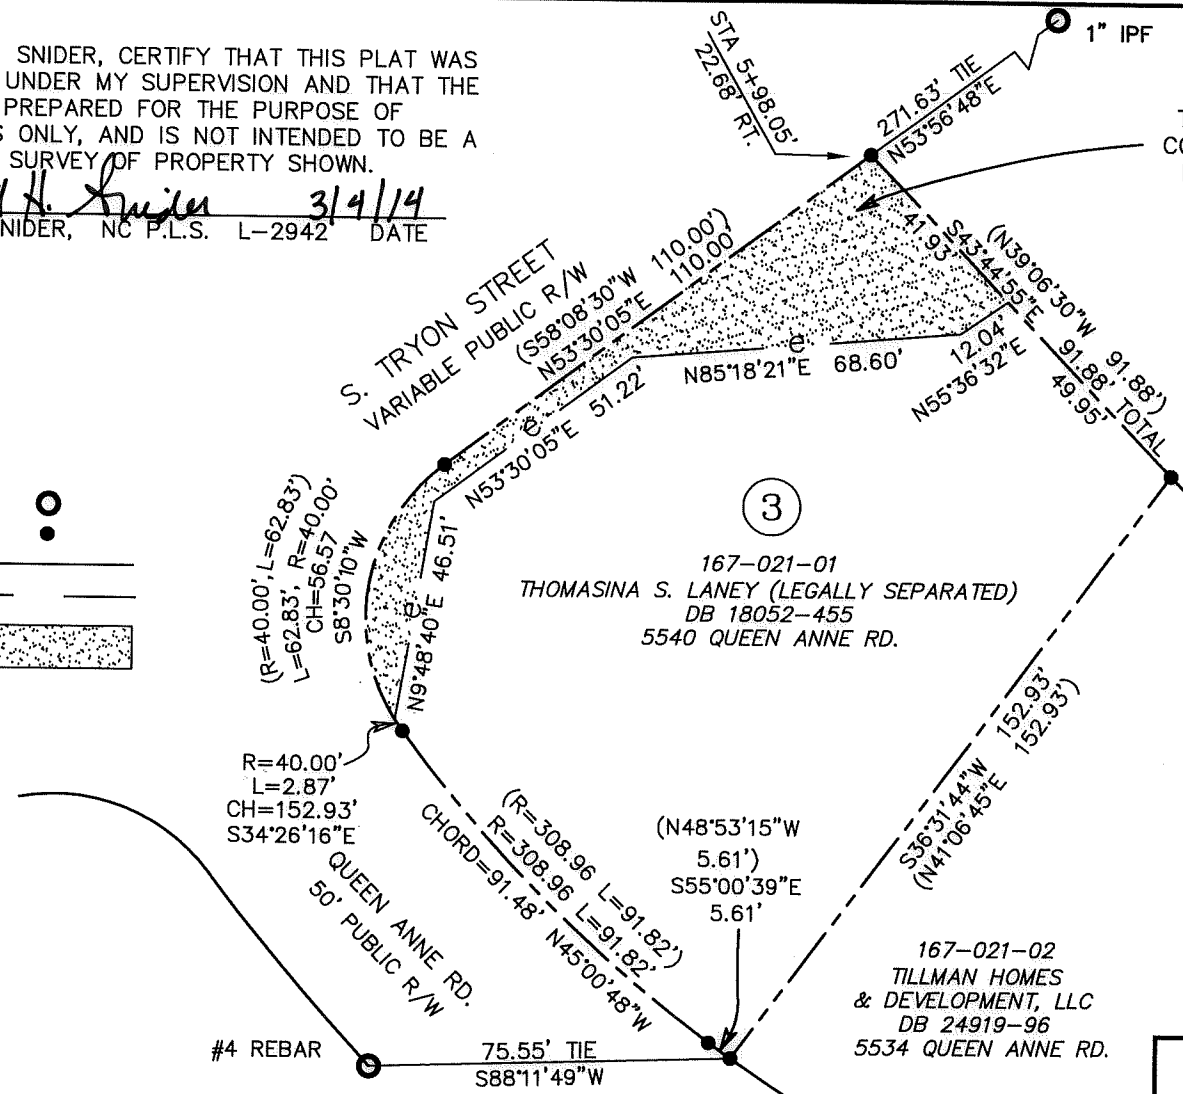 SNIDER, CERTIFY THAT THIS PLAT WAS
UNDER MY SUPERVISION AND THAT THE
PREPARED FOR THE PURPOSE OF
S ONLY, AND IS NOT INTENDED TO BE A
SURVEY OF PROPERTY SHOWN.
H. Snider 3/4/14
NIDER, NC P.L.S. L-2942 DATE
STA 5+98.05'
22.68' RT.
1" IPF
271.63' TIE
N53°56'48"E
T
CO
41.93'
S43°44'55"E
(N39°06'30"W 91.88')
91.88' TOTAL
49.95'
S. TRYON STREET
VARIABLE PUBLIC R/W
(S58°08'30"W 110.00')
N53°30'05"E 110.00'
e
N53°30'05"E 51.22'
e
N85°18'21"E 68.60'
12.04'
N55°36'32"E
(R=40.00', L=62.83')
L=62.83', R=40.00'
CH=56.57
S8°30'10"W
e
N9°48'40"E 46.51'
3
167-021-01
THOMASINA S. LANEY (LEGALLY SEPARATED)
DB 18052-455
5540 QUEEN ANNE RD.
R=40.00'
L=2.87'
CH=152.93'
S34°26'16"E
QUEEN ANNE RD.
50' PUBLIC R/W
(R=308.96 L=91.82')
R=308.96 L=91.82'
CHORD=91.48' N45°00'48"W
(N48°53'15"W
5.61')
S55°00'39"E
5.61'
S36°31'44"W 152.93'
(N41°06'45"E 152.93')
167-021-02
TILLMAN HOMES
& DEVELOPMENT, LLC
DB 24919-96
5534 QUEEN ANNE RD.
#4 REBAR
75.55' TIE
S88°11'49"W